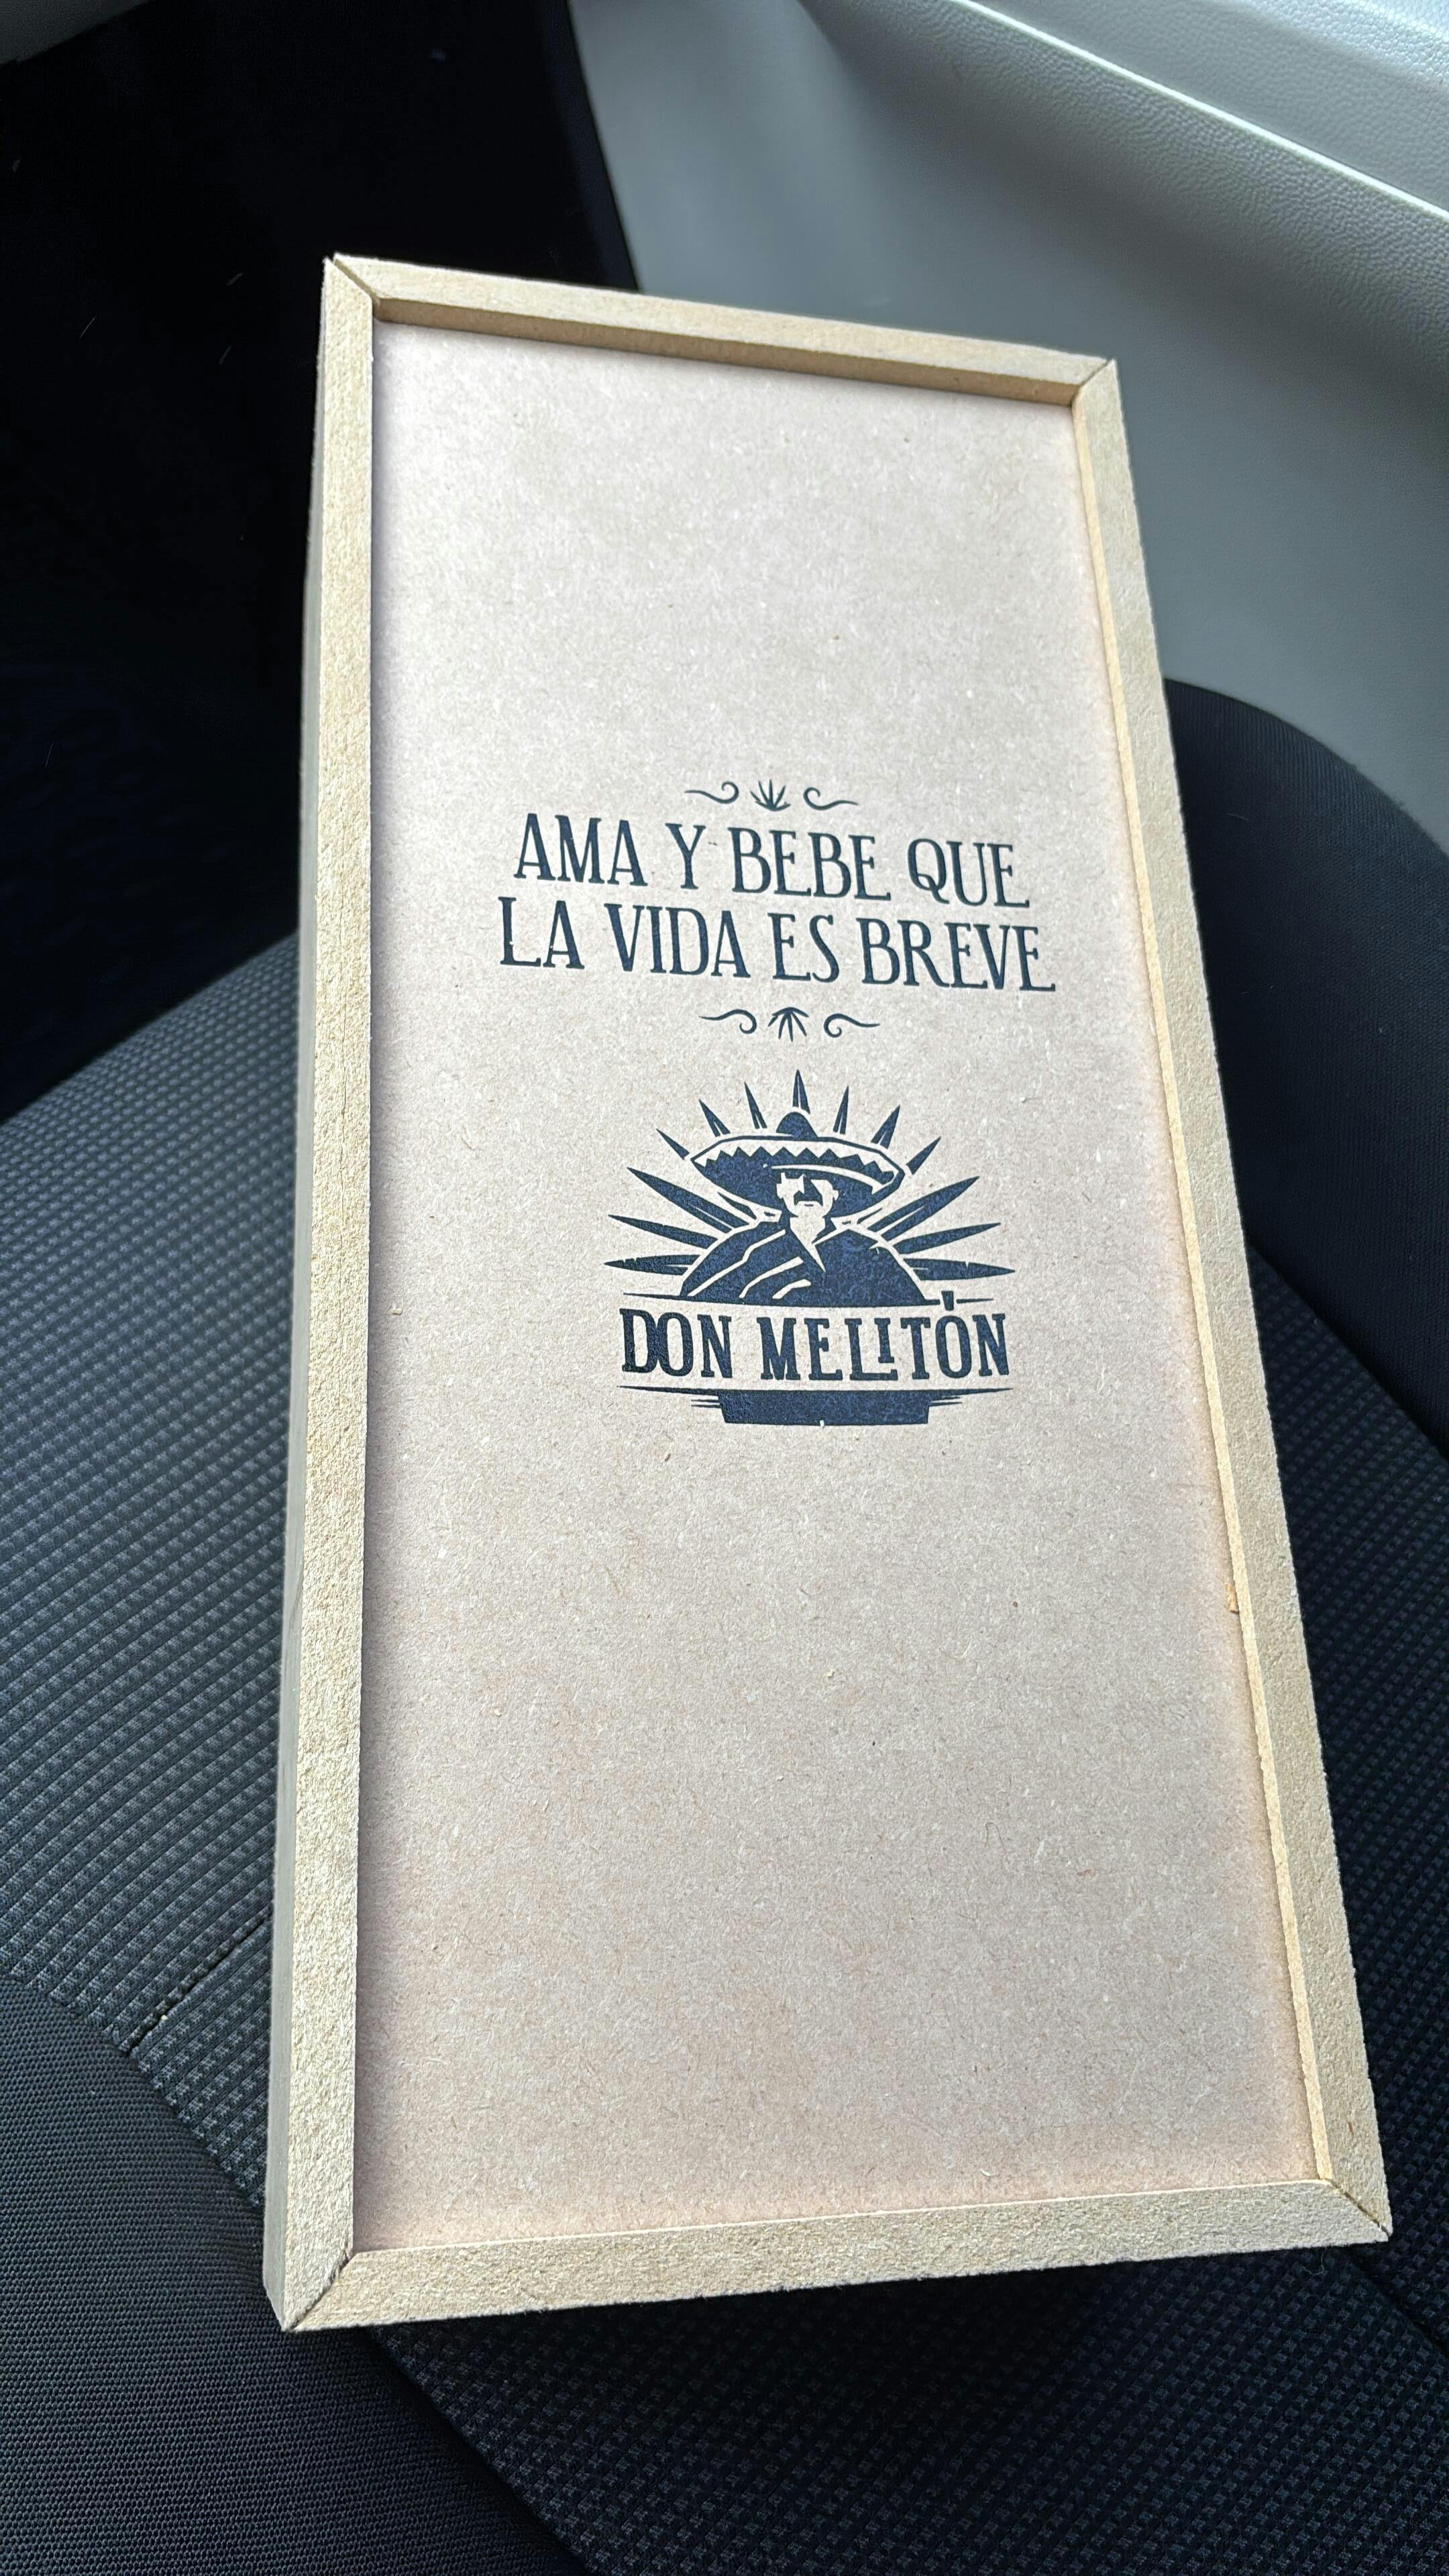 AMA Y BEBE QUE
LA VIDA ES BREVE
DON MELITÓN